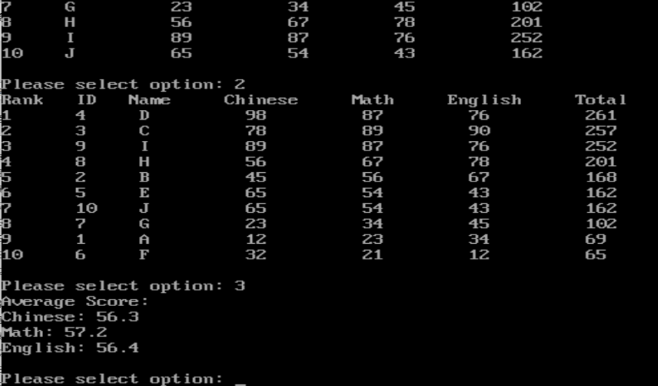 7 G 23 34 45 102
8 H 56 67 78 201
9 I 89 87 76 252
10 J 65 54 43 162
Please select option: 2
Rank ID Name Chinese Math English Total
1 4 D 98 87 76 261
2 3 C 78 89 90 257
3 9 I 89 87 76 252
4 8 H 56 67 78 201
5 2 B 45 56 67 168
6 5 E 65 54 43 162
7 10 J 65 54 43 162
8 7 G 23 34 45 102
9 1 A 12 23 34 69
10 6 F 32 21 12 65
Please select option: 3
Average Score:
Chinese: 56.3
Math: 57.2
English: 56.4
Please select option: _